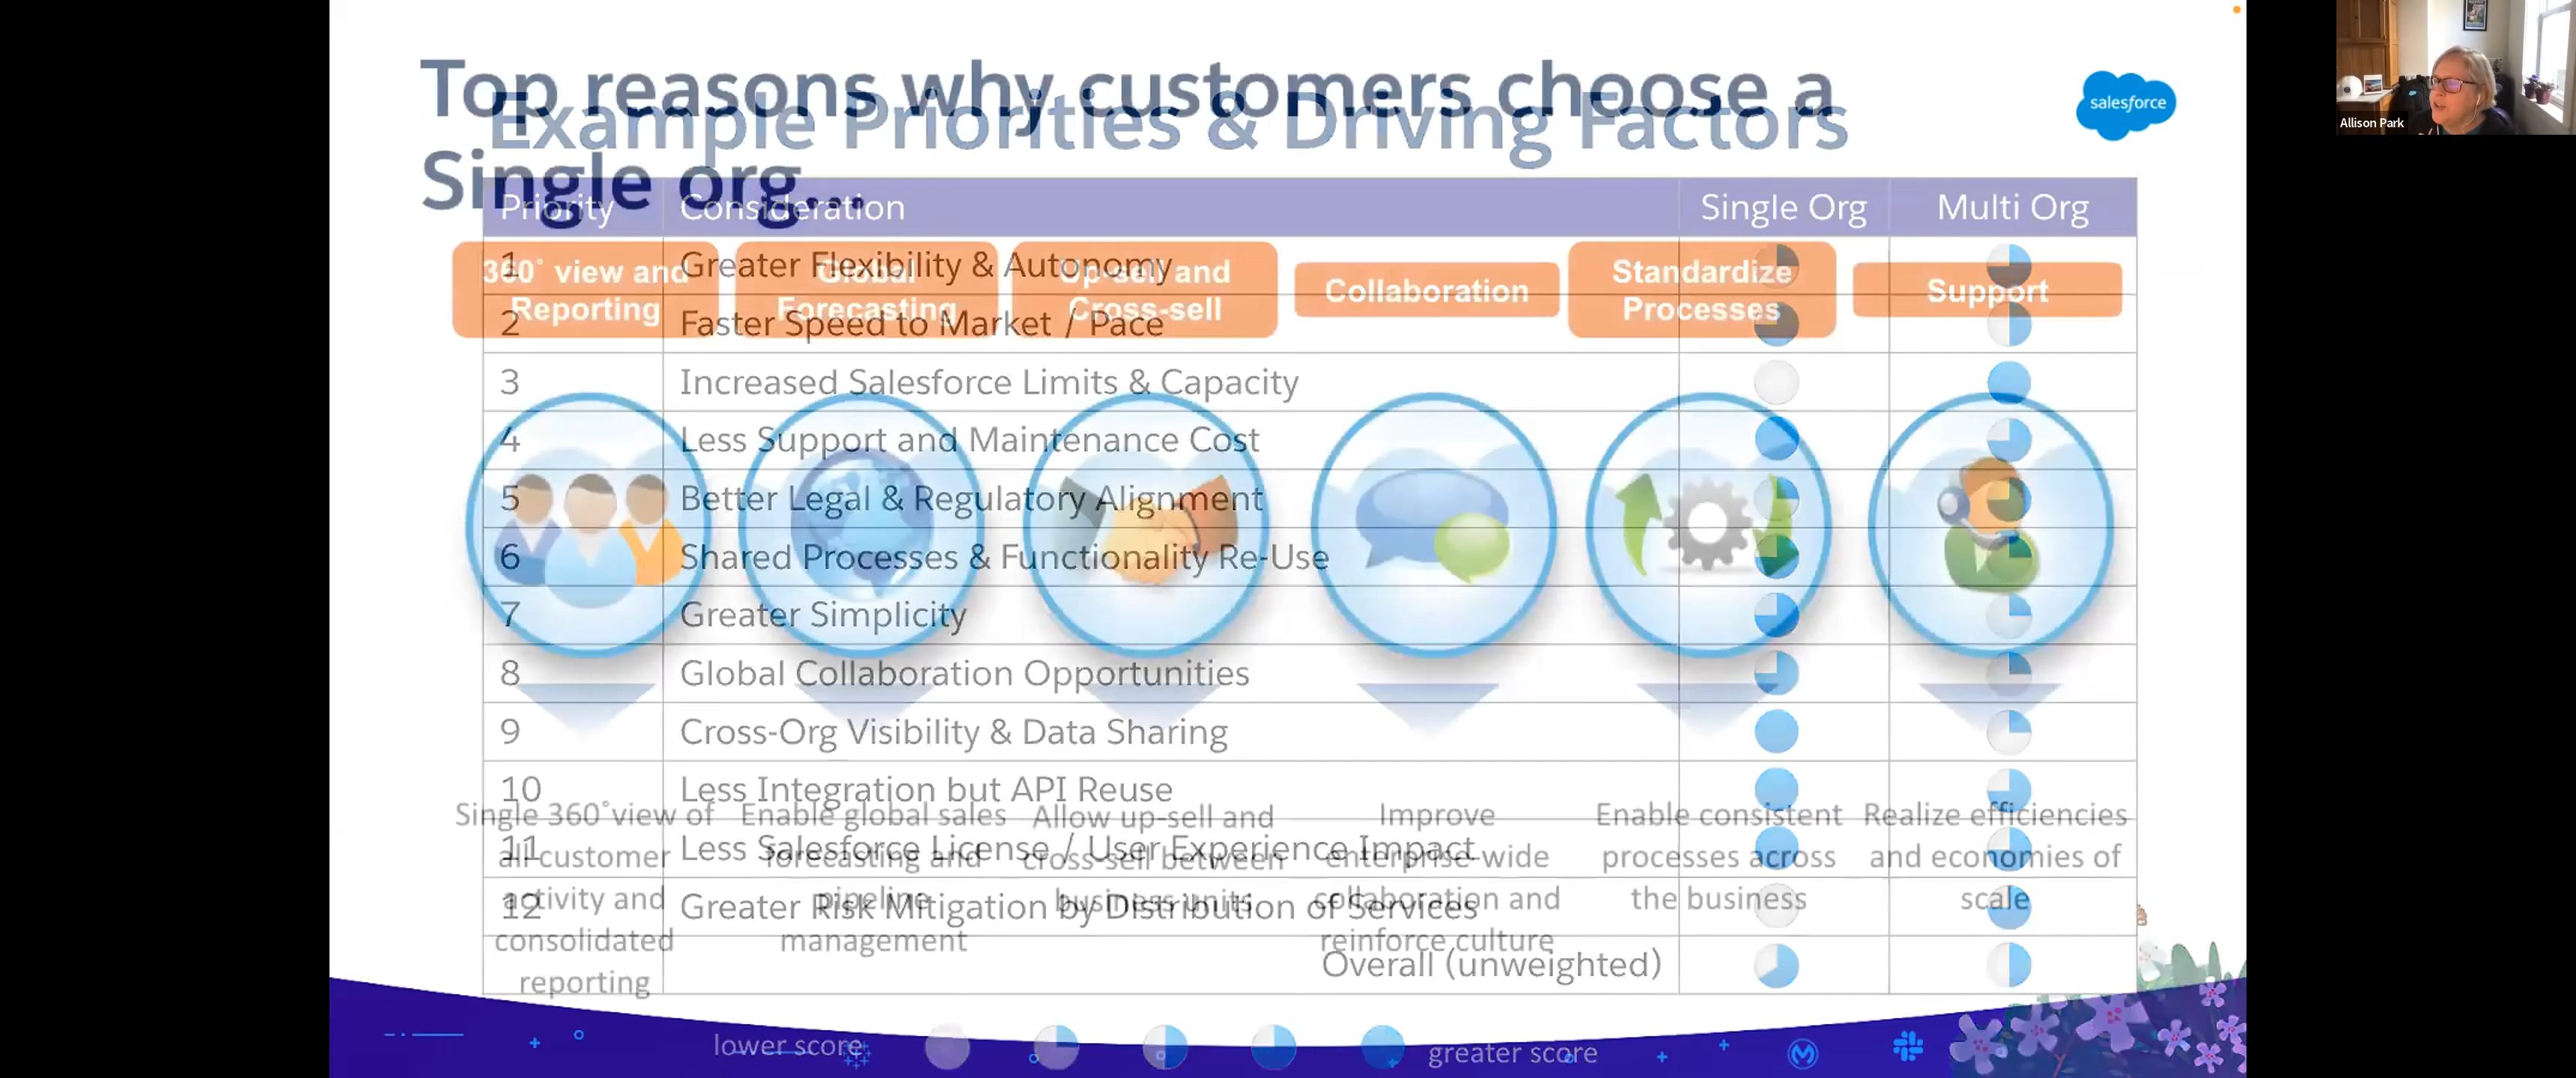 Top reasons why customers choose a
Single org...
Example Priorities & Driving Factors
salesforce
Allison Park
Priority Consideration Single Org Multi Org
1 Greater Flexibility & Autonomy
2 Faster Speed to Market / Pace
3 Increased Salesforce Limits & Capacity
4 Less Support and Maintenance Cost
5 Better Legal & Regulatory Alignment
6 Shared Processes & Functionality Re-Use
7 Greater Simplicity
8 Global Collaboration Opportunities
9 Cross-Org Visibility & Data Sharing
10 Less Integration but API Reuse
11 Less Salesforce License / User Experience Impact
12 Greater Risk Mitigation by Distribution of Services
Overall (unweighted)
lower score greater score
360° view and
Reporting
Global
Forecasting
Up-sell and
Cross-sell
Collaboration
Standardize
Processes
Support
Single 360°view of
all customer
activity and
consolidated
reporting
Enable global sales
forecasting and
pipeline
management
Allow up-sell and
cross-sell between
business units
Improve
enterprise-wide
collaboration and
reinforce culture
Enable consistent
processes across
the business
Realize efficiencies
and economies of
scale